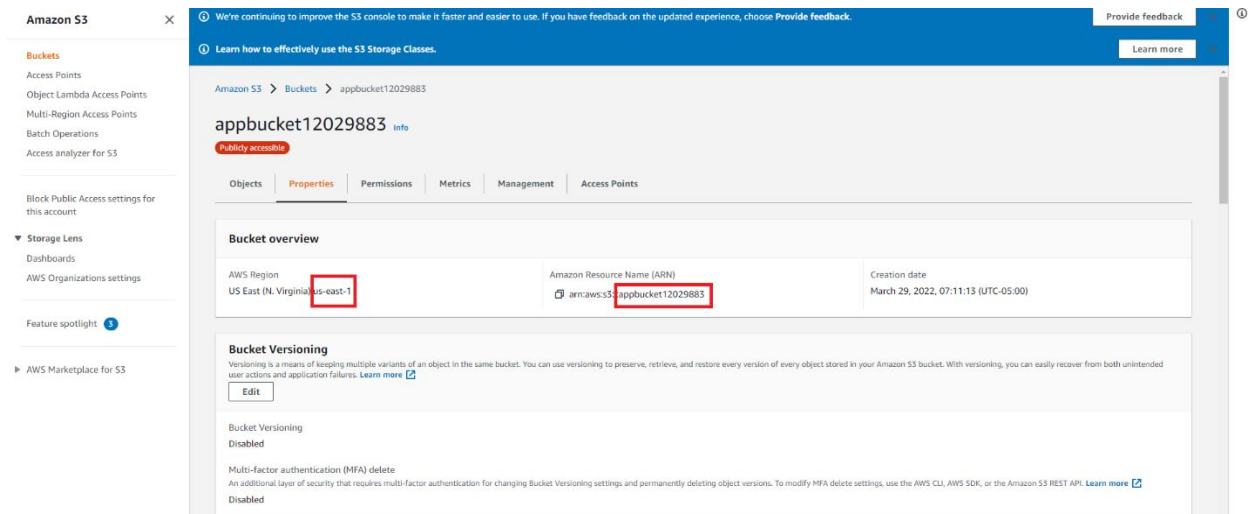 Amazon S3
Buckets
Access Points
Object Lambda Access Points
Multi-Region Access Points
Batch Operations
Access analyzer for S3
Block Public Access settings for
this account
Storage Lens
Dashboards
AWS Organizations settings
Feature spotlight 3
AWS Marketplace for S3
We're continuing to improve the S3 console to make it faster and easier to use. If you have feedback on the updated experience, choose Provide feedback.
Provide feedback
Learn how to effectively use the S3 Storage Classes.
Learn more
Amazon S3 > Buckets > appbucket12029883
appbucket12029883 Info
Publicly accessible
Objects Properties Permissions Metrics Management Access Points
Bucket overview
AWS Region
US East (N. Virginia) us-east-1
Amazon Resource Name (ARN)
arn:aws:s3:::appbucket12029883
Creation date
March 29, 2022, 07:11:13 (UTC-05:00)
Bucket Versioning
Versioning is a means of keeping multiple variants of an object in the same bucket. You can use versioning to preserve, retrieve, and restore every version of every object stored in your Amazon S3 bucket. With versioning, you can easily recover from both unintended
user actions and application failures. Learn more
Edit
Bucket Versioning
Disabled
Multi-factor authentication (MFA) delete
An additional layer of security that requires multi-factor authentication for changing Bucket Versioning settings and permanently deleting object versions. To modify MFA delete settings, use the AWS CLI, AWS SDK, or the Amazon S3 REST API. Learn more
Disabled